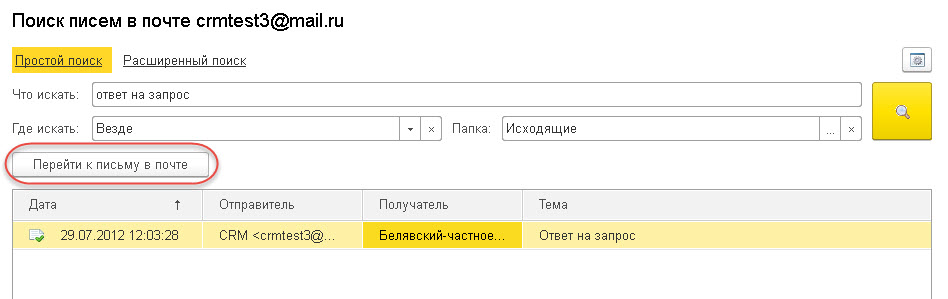 Поиск писем в почте crmtest3@mail.ru
Простой поиск Расширенный поиск
Что искать: ответ на запрос
Где искать: Везде Папка: Исходящие ...
Перейти к письму в почте
Дата ↑ Отправитель Получатель Тема
29.07.2012 12:03:28 CRM <crmtest3@... Белявский-частное... Ответ на запрос